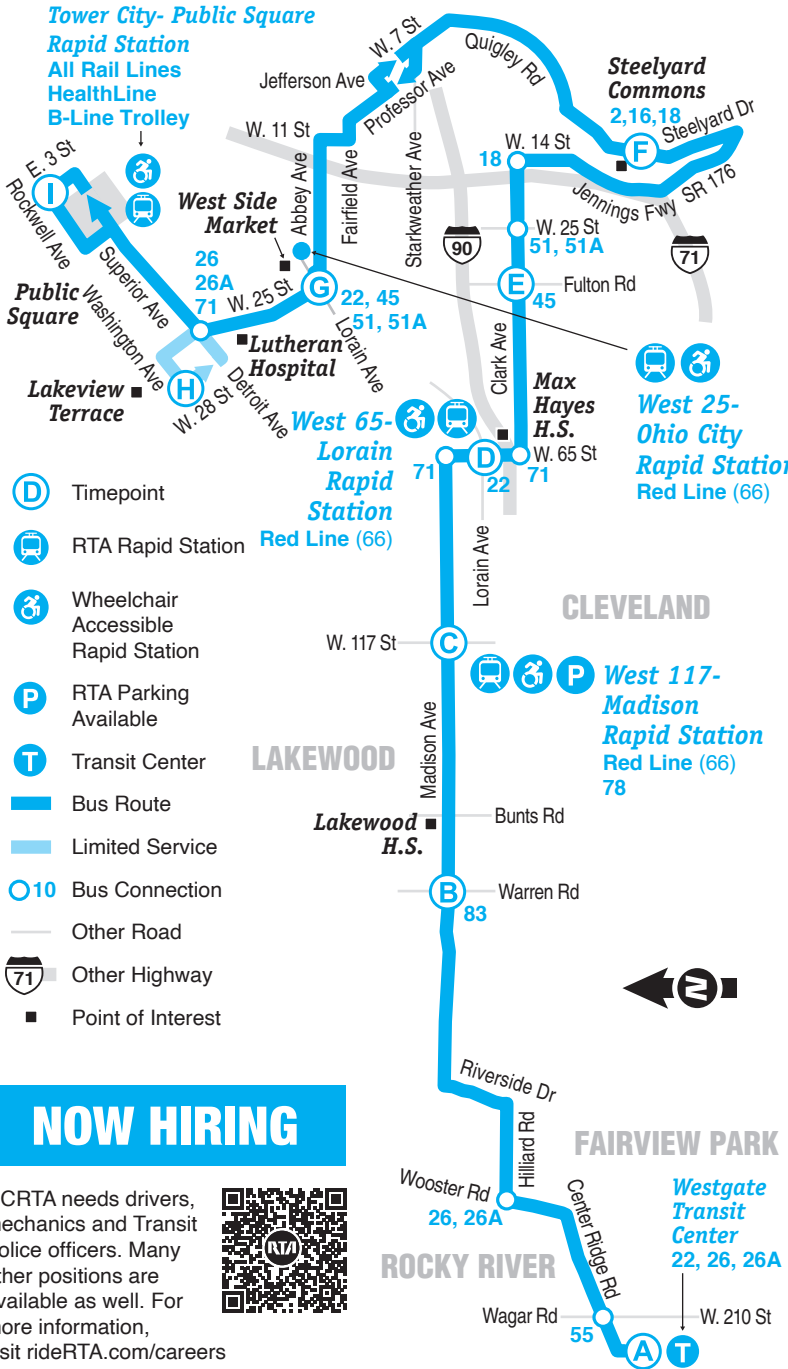 Tower City- Public Square
Rapid Station
All Rail Lines
HealthLine
B-Line Trolley
W. 7 St
Quigley Rd
Jefferson Ave
Professor Ave
Steelyard
Commons
2,16,18
F
Steelyard Dr
W. 11 St
Abbey Ave
Fairfield Ave
Starkweather Ave
18
W. 14 St
Jennings Fwy SR 176
E. 3 St
I
Rockwell Ave
West Side
Market
90
W. 25 St
51, 51A
71
Superior Ave
26
26A
71
W. 25 St
G
22, 45
51, 51A
E
45
Fulton Rd
Public
Square
Washington Ave
Lutheran
Hospital
Lorain Ave
Clark Ave
Lakeview
Terrace
H
W. 28 St
Detroit Ave
Max
Hayes
H.S.
West 25-
Ohio City
Rapid Station
Red Line (66)
West 65-
Lorain
Rapid
Station
Red Line (66)
71
D
22
71
W. 65 St
Lorain Ave
D Timepoint
RTA Rapid Station
Wheelchair
Accessible
Rapid Station
P RTA Parking
Available
T Transit Center
Bus Route
Limited Service
10 Bus Connection
Other Road
71 Other Highway
Point of Interest
CLEVELAND
W. 117 St
C
P
West 117-
Madison
Rapid Station
Red Line (66)
78
LAKEWOOD
Madison Ave
Lakewood
H.S.
Bunts Rd
B
Warren Rd
83
N
Riverside Dr
Hilliard Rd
FAIRVIEW PARK
Wooster Rd
26, 26A
Center Ridge Rd
Westgate
Transit
Center
22, 26, 26A
ROCKY RIVER
Wagar Rd
W. 210 St
55
A
T
NOW HIRING
CRTA needs drivers,
echanics and Transit
olice officers. Many
ther positions are
vailable as well. For
ore information,
sit rideRTA.com/careers
RTA